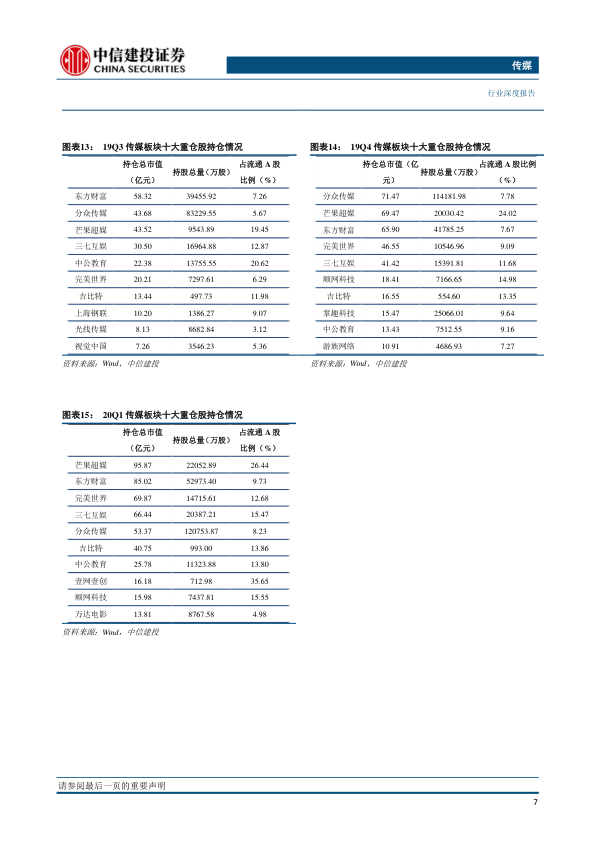 中信建投证券
CHINA SECURITIES
传媒
行业深度报告
图表13： 19Q3 传媒板块十大重仓股持仓情况
持仓总市值（亿元） 持股总量（万股） 占流通 A 股比例（%）
东方财富 58.32 39455.92 7.26
分众传媒 43.68 83229.55 5.67
芒果超媒 43.52 9543.89 19.45
三七互娱 30.50 16964.88 12.87
中公教育 22.38 13755.55 20.62
完美世界 20.21 7297.61 6.29
吉比特 13.44 497.73 11.98
上海钢联 10.20 1386.27 9.07
光线传媒 8.13 8682.84 3.12
视觉中国 7.26 3546.23 5.36
资料来源：Wind，中信建投
图表14： 19Q4 传媒板块十大重仓股持仓情况
持仓总市值（亿元） 持股总量（万股） 占流通 A 股比例（%）
分众传媒 71.47 114181.98 7.78
芒果超媒 69.47 20030.42 24.02
东方财富 65.90 41785.25 7.67
完美世界 46.55 10546.96 9.09
三七互娱 41.42 15391.81 11.68
顺网科技 18.41 7166.65 14.98
吉比特 16.55 554.60 13.35
掌趣科技 15.47 25066.01 9.64
中公教育 13.43 7512.55 9.16
游族网络 10.91 4686.93 7.27
资料来源：Wind，中信建投
图表15： 20Q1 传媒板块十大重仓股持仓情况
持仓总市值（亿元） 持股总量（万股） 占流通 A 股比例（%）
芒果超媒 95.87 22052.89 26.44
东方财富 85.02 52973.40 9.73
完美世界 69.87 14715.61 12.68
三七互娱 66.44 20387.21 15.47
分众传媒 53.37 120753.87 8.23
吉比特 40.75 993.00 13.86
中公教育 25.78 11323.88 13.80
壹网壹创 16.18 712.98 35.65
顺网科技 15.98 7437.81 15.55
万达电影 13.81 8767.58 4.98
资料来源：Wind，中信建投
请参阅最后一页的重要声明
7